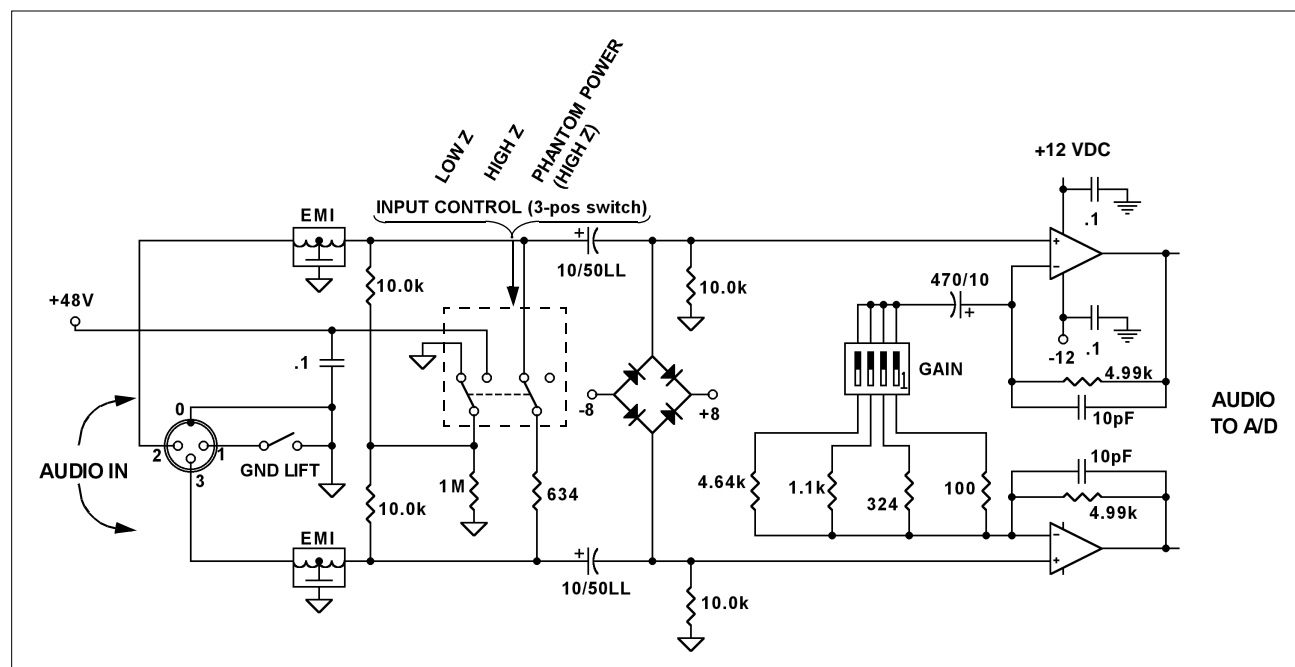 LOW Z
HIGH Z
PHANTOM POWER
(HIGH Z)
INPUT CONTROL (3-pos switch)
+12 VDC
.1
EMI
+
10/50LL
10.0k
10.0k
+
−
470/10
+
+48V
.1
.1
-12
GAIN
1
4.99k
10pF
-8
+8
AUDIO
TO A/D
0
2
1
3
AUDIO IN
GND LIFT
10.0k
1M
634
4.64k
1.1k
324
100
10pF
4.99k
EMI
+
10/50LL
−
+
10.0k